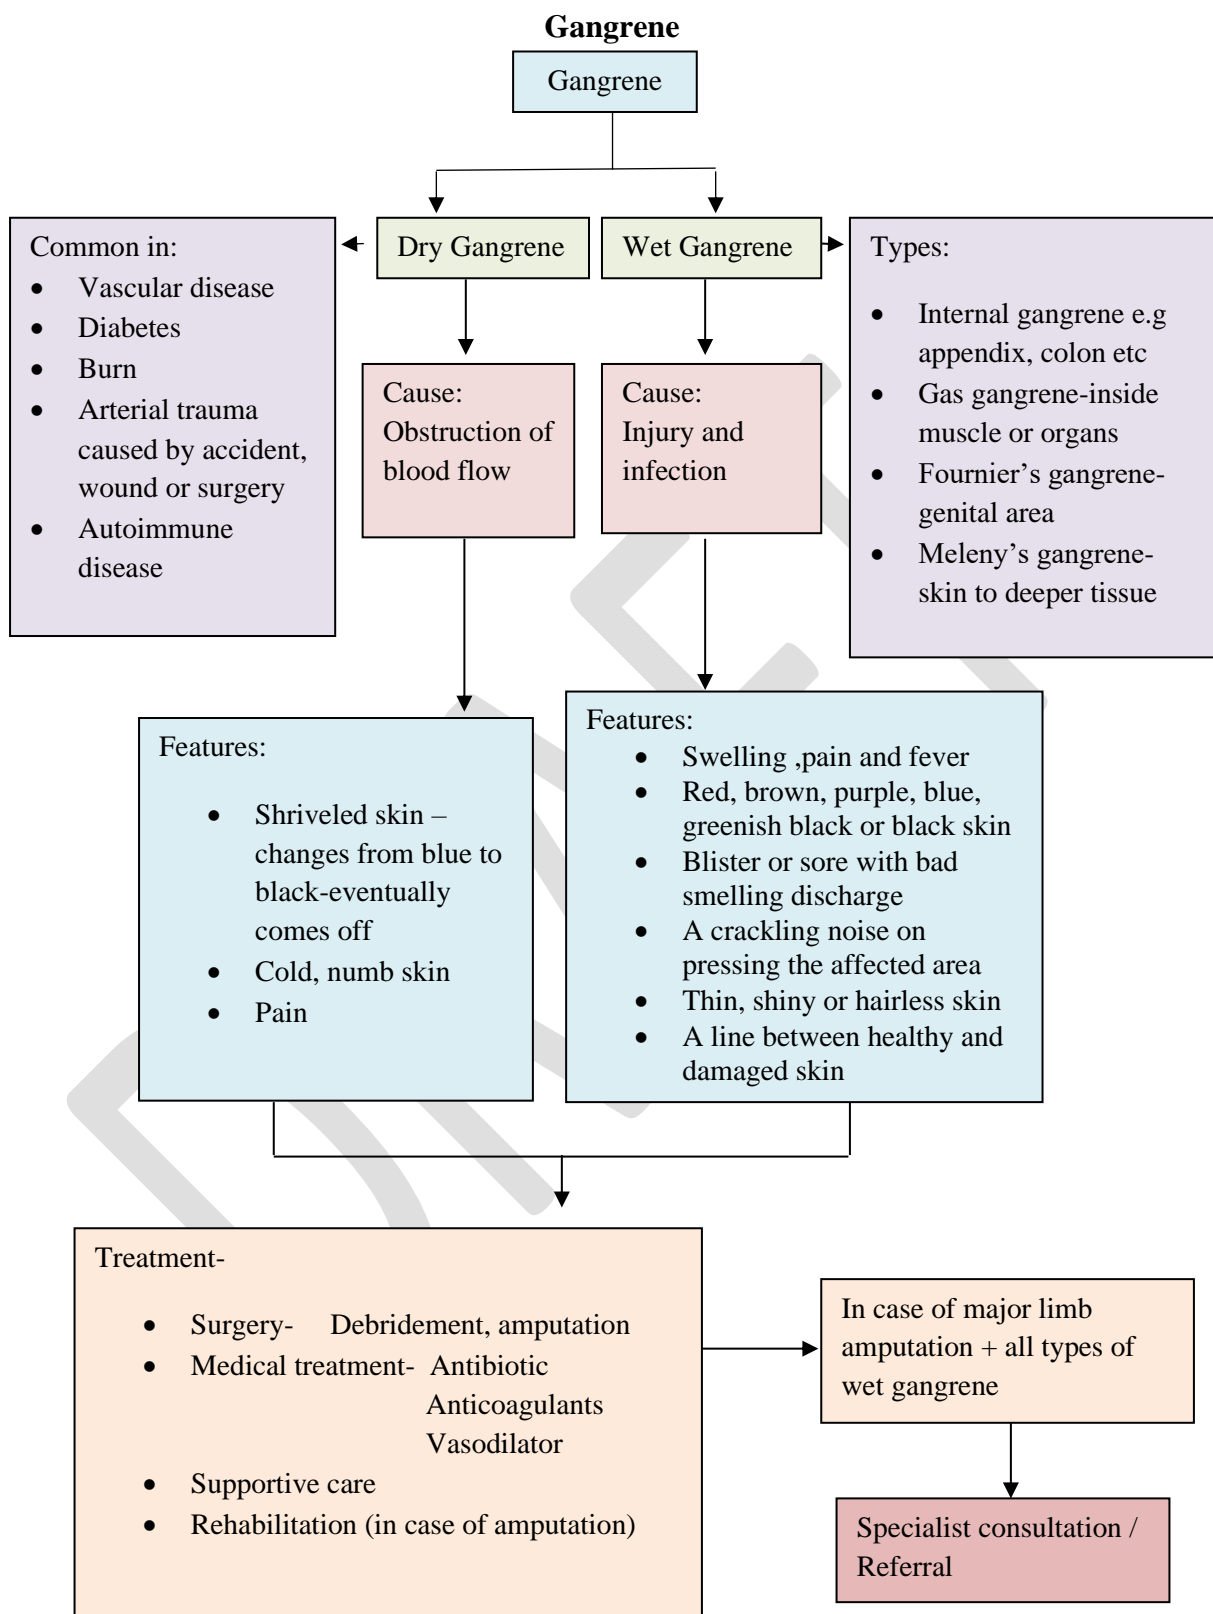 Gangrene
Gangrene
Dry Gangrene
Wet Gangrene
Common in:
• Vascular disease
• Diabetes
• Burn
• Arterial trauma
caused by accident,
wound or surgery
• Autoimmune
disease
Types:
• Internal gangrene e.g
appendix, colon etc
• Gas gangrene-inside
muscle or organs
• Fournier’s gangrene-
genital area
• Meleny’s gangrene-
skin to deeper tissue
Cause:
Obstruction of
blood flow
Cause:
Injury and
infection
Features:
• Shriveled skin –
changes from blue to
black-eventually
comes off
• Cold, numb skin
• Pain
Features:
• Swelling ,pain and fever
• Red, brown, purple, blue,
greenish black or black skin
• Blister or sore with bad
smelling discharge
• A crackling noise on
pressing the affected area
• Thin, shiny or hairless skin
• A line between healthy and
damaged skin
Treatment-
• Surgery- Debridement, amputation
• Medical treatment- Antibiotic
Anticoagulants
Vasodilator
• Supportive care
• Rehabilitation (in case of amputation)
In case of major limb
amputation + all types of
wet gangrene
Specialist consultation /
Referral